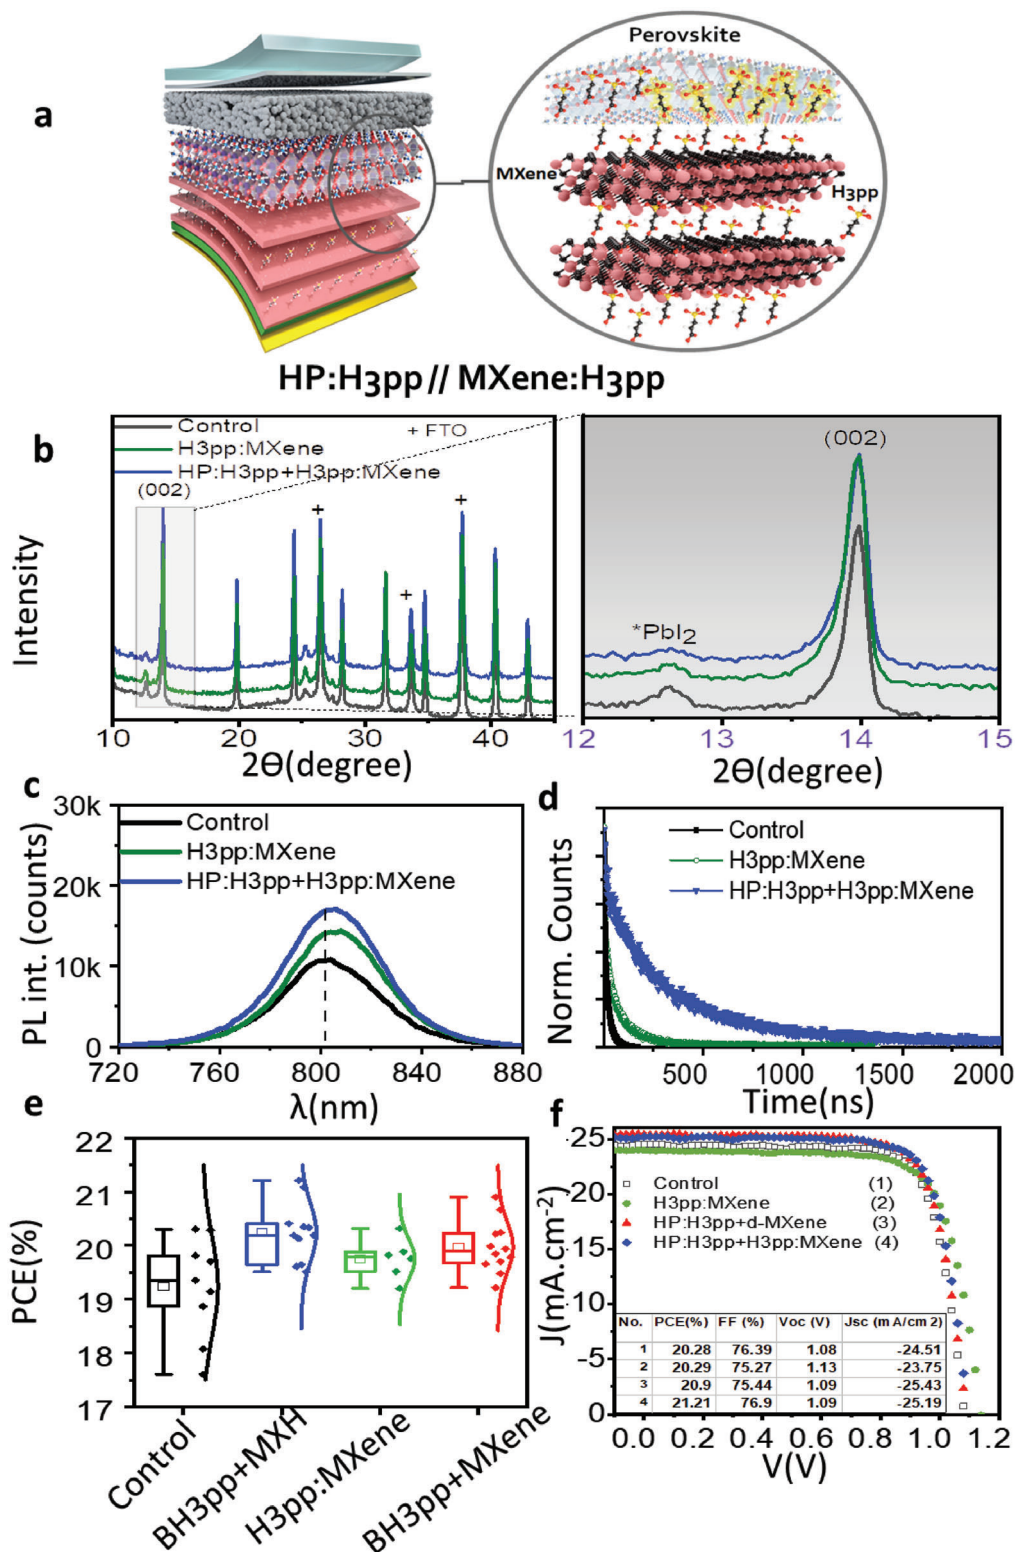 a
Perovskite
MXene
H3pp
HP:H3pp // MXene:H3pp
b
Control
H3pp:MXene
HP:H3pp+H3pp:MXene
+ FTO
(002)
+
+
+
Intensity
10 20 30 40
2Θ(degree)
(002)
*PbI2
12 13 14 15
2Θ(degree)
c
PL int. (counts)
30k
20k
10k
0
Control
H3pp:MXene
HP:H3pp+H3pp:MXene
720 760 800 840 880
λ(nm)
d
Norm. Counts
Control
H3pp:MXene
HP:H3pp+H3pp:MXene
500 1000 1500 2000
Time(ns)
e
PCE(%)
22
21
20
19
18
17
Control
BH3pp+MXH
H3pp:MXene
BH3pp+MXene
f
J(mA.cm-2)
-25
-20
-15
-10
-5
0
Control (1)
H3pp:MXene (2)
HP:H3pp+d-MXene (3)
HP:H3pp+H3pp:MXene (4)
No. PCE(%) FF (%) Voc (V) Jsc (mA/cm 2)
1 20.28 76.39 1.08 -24.51
2 20.29 75.27 1.13 -23.75
3 20.9 75.44 1.09 -25.43
4 21.21 76.9 1.09 -25.19
0.0 0.2 0.4 0.6 0.8 1.0 1.2
V(V)